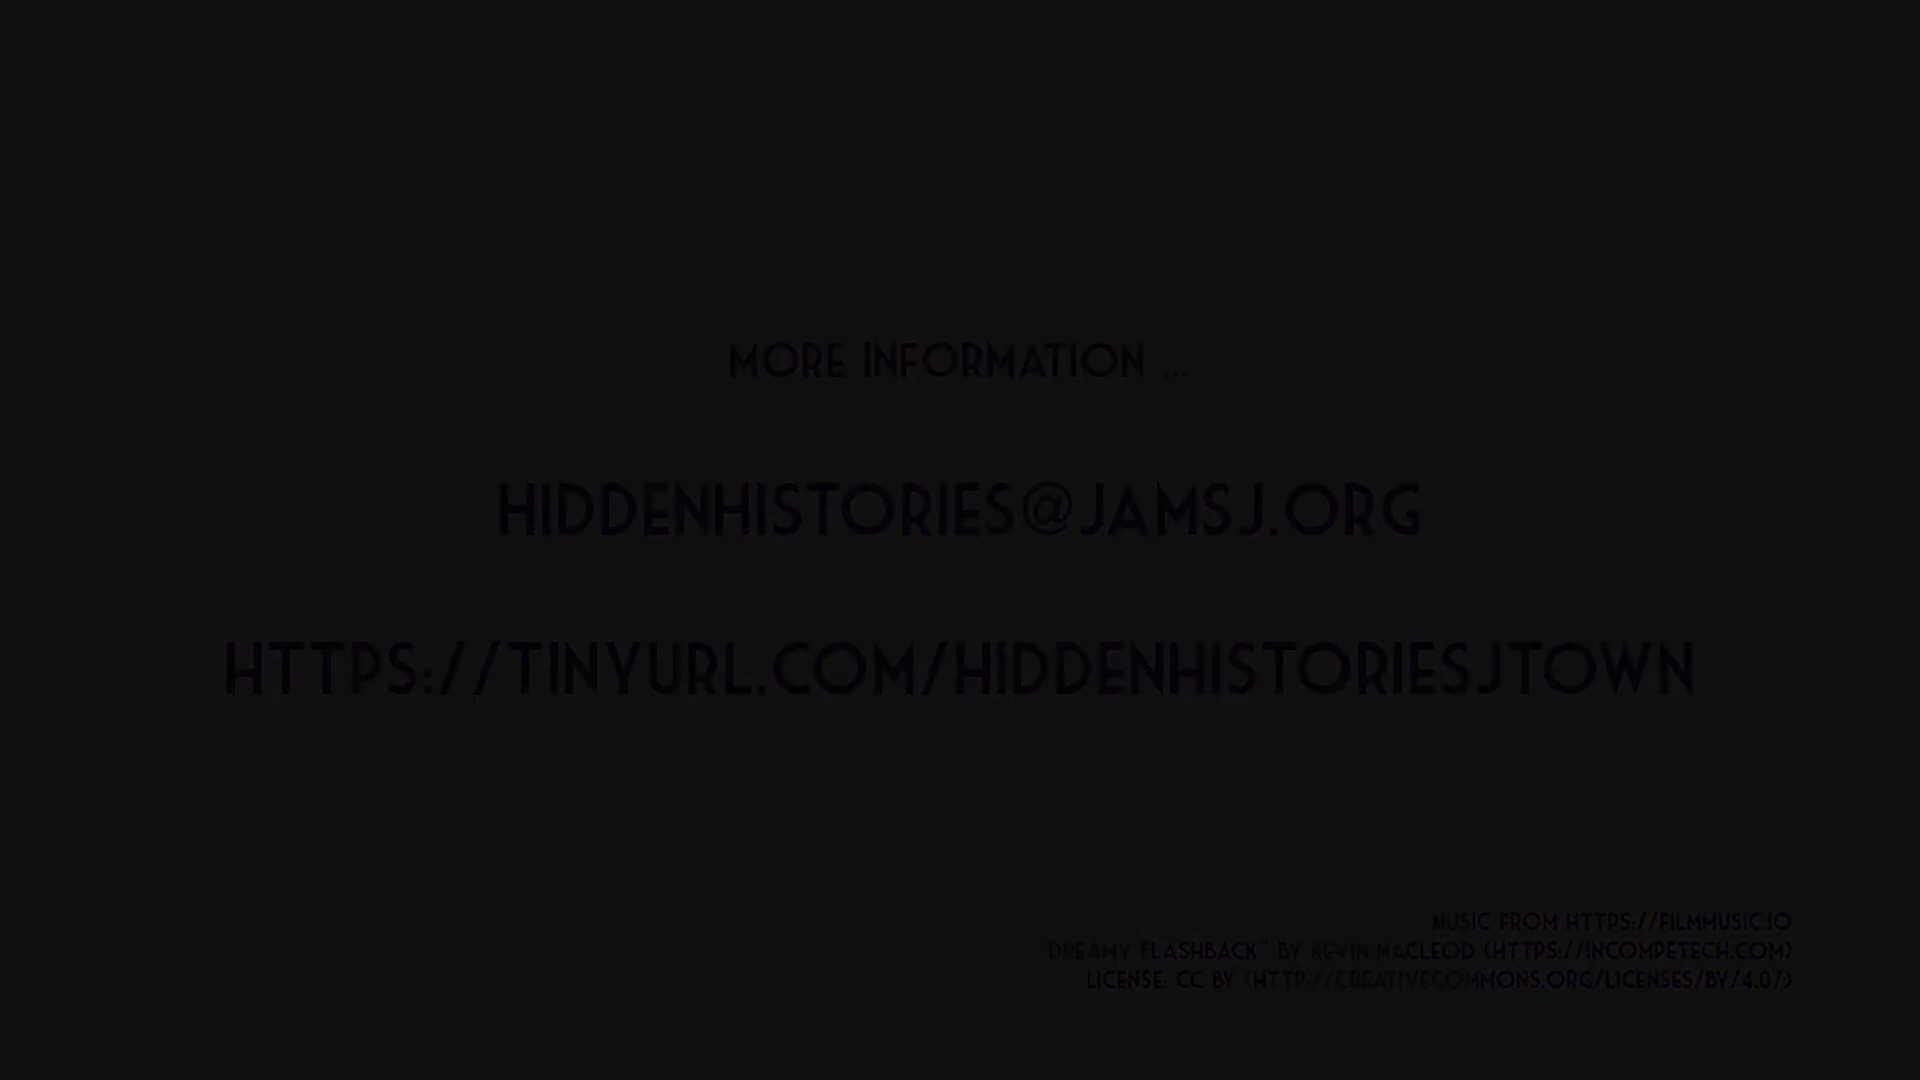 MORE INFORMATION ...
HIDDENHISTORIES@JAMSJ.ORG
HTTPS://TINYURL.COM/HIDDENHISTORIESJTOWN
MUSIC FROM HTTPS://FILMMUSIC.IO
"DREAMY FLASHBACK" BY KEVIN MACLEOD (HTTPS://INCOMPETECH.COM)
LICENSE: CC BY (HTTP://CREATIVECOMMONS.ORG/LICENSES/BY/4.0/)